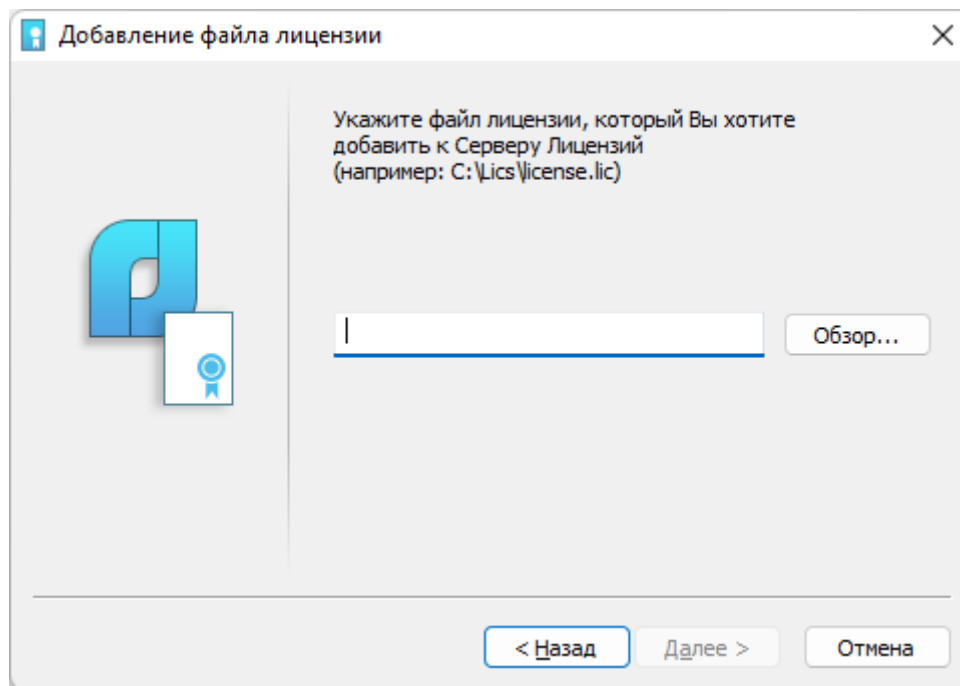 Добавление файла лицензии
Укажите файл лицензии, который Вы хотите
добавить к Серверу Лицензий
(например: C:\Lics\license.lic)
Обзор...
< Назад
Далее >
Отмена